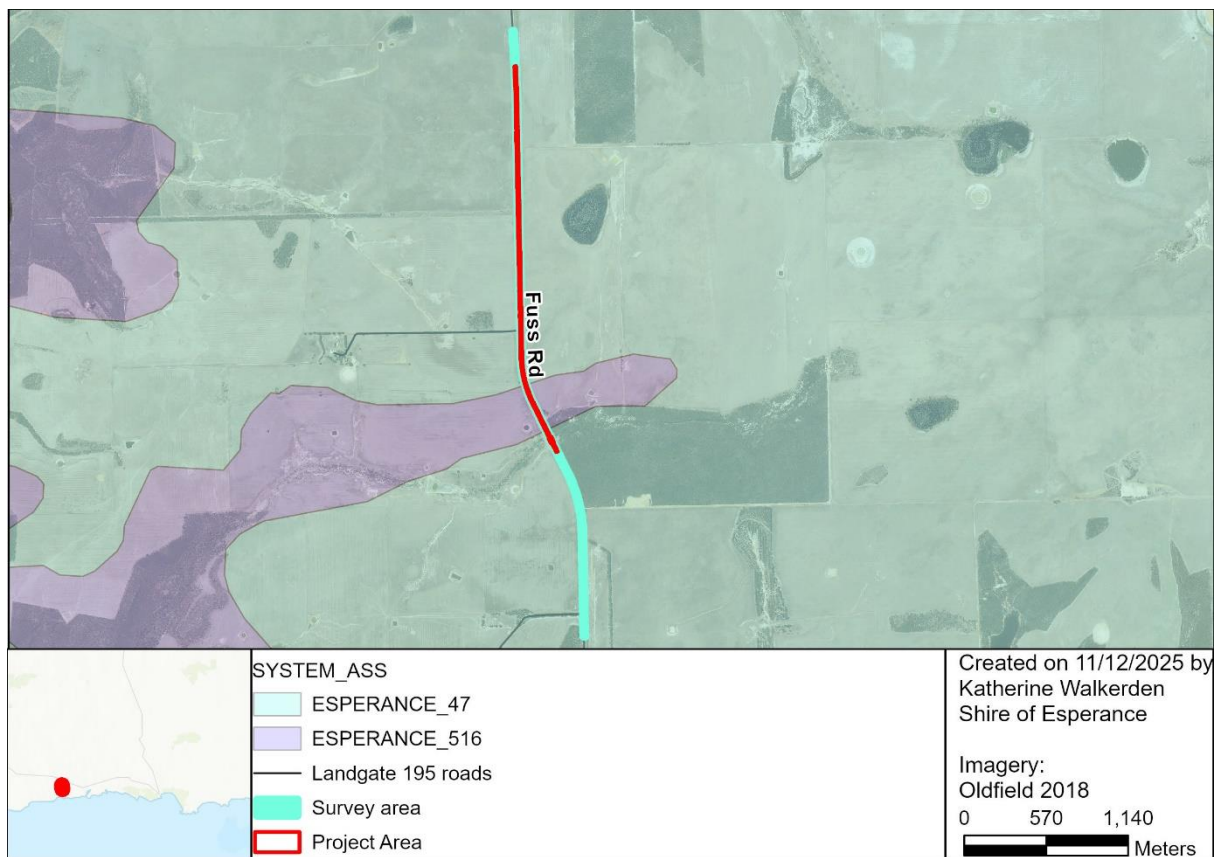 Fuss Rd
SYSTEM_ASS
ESPERANCE_47
ESPERANCE_516
Landgate 195 roads
Survey area
Project Area
Created on 11/12/2025 by
Katherine Walkerden
Shire of Esperance
Imagery:
Oldfield 2018
0 570 1,140
Meters